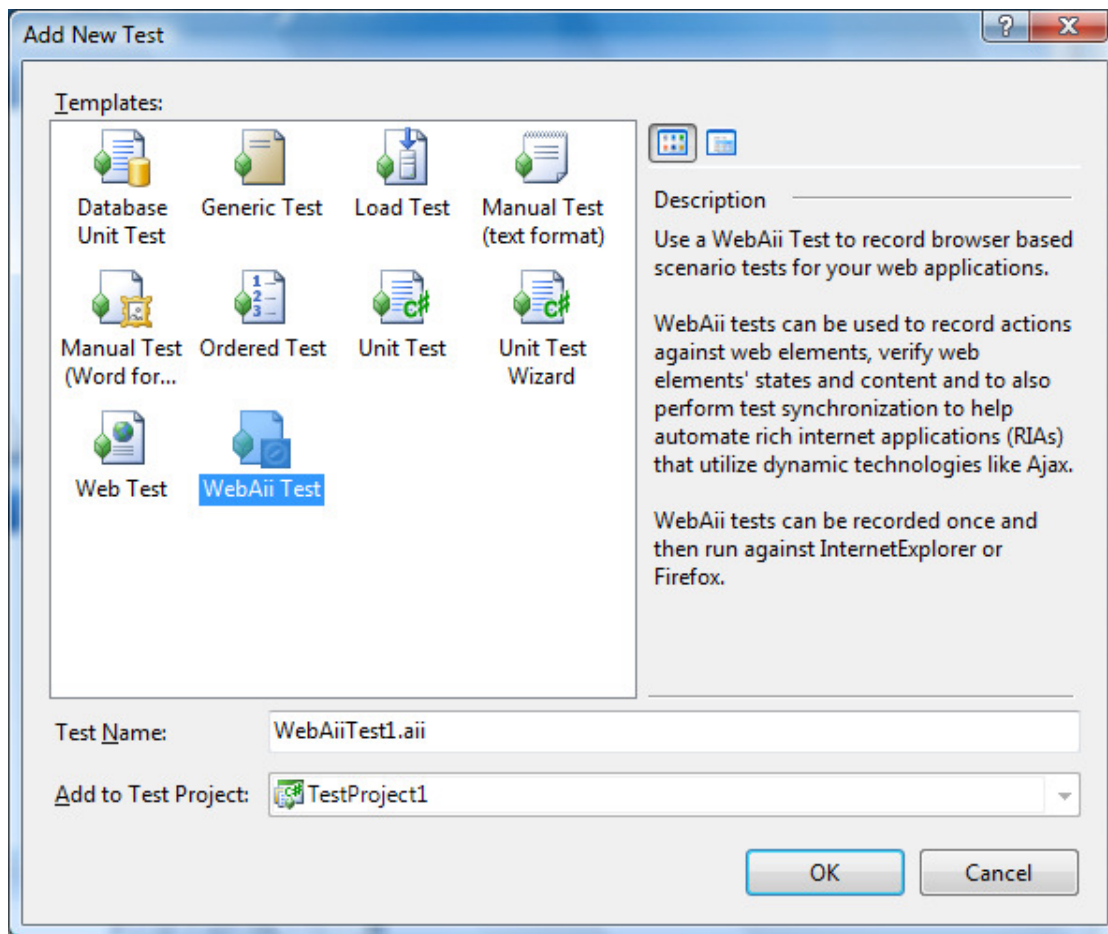 Add New Test
Templates:
Database
Unit Test
Generic Test
Load Test
Manual Test
(text format)
Manual Test
(Word for...
Ordered Test
Unit Test
Unit Test
Wizard
Web Test
WebAii Test
Description
Use a WebAii Test to record browser based
scenario tests for your web applications.
WebAii tests can be used to record actions
against web elements, verify web
elements' states and content and to also
perform test synchronization to help
automate rich internet applications (RIAs)
that utilize dynamic technologies like Ajax.
WebAii tests can be recorded once and
then run against InternetExplorer or
Firefox.
Test Name:
WebAiiTest1.aii
Add to Test Project:
TestProject1
OK
Cancel